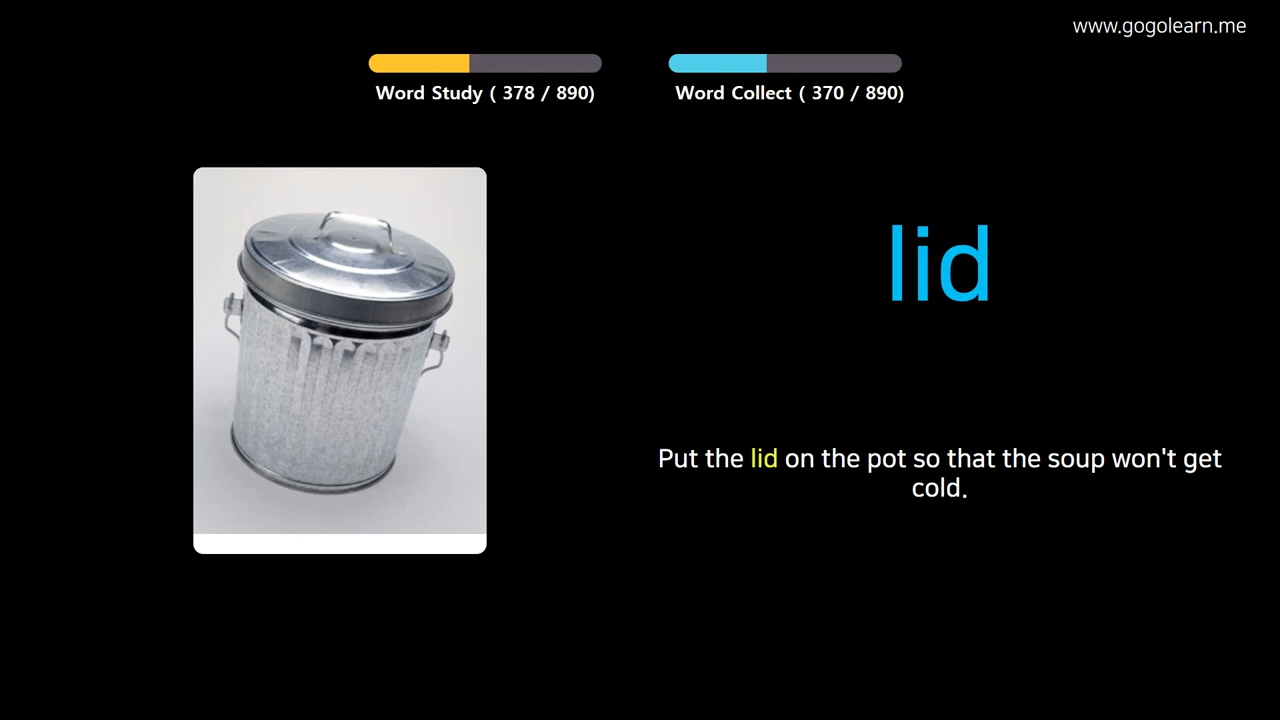 www.gogolearn.me
Word Study ( 378 / 890)
Word Collect ( 370 / 890)
lid
Put the lid on the pot so that the soup won't get
cold.